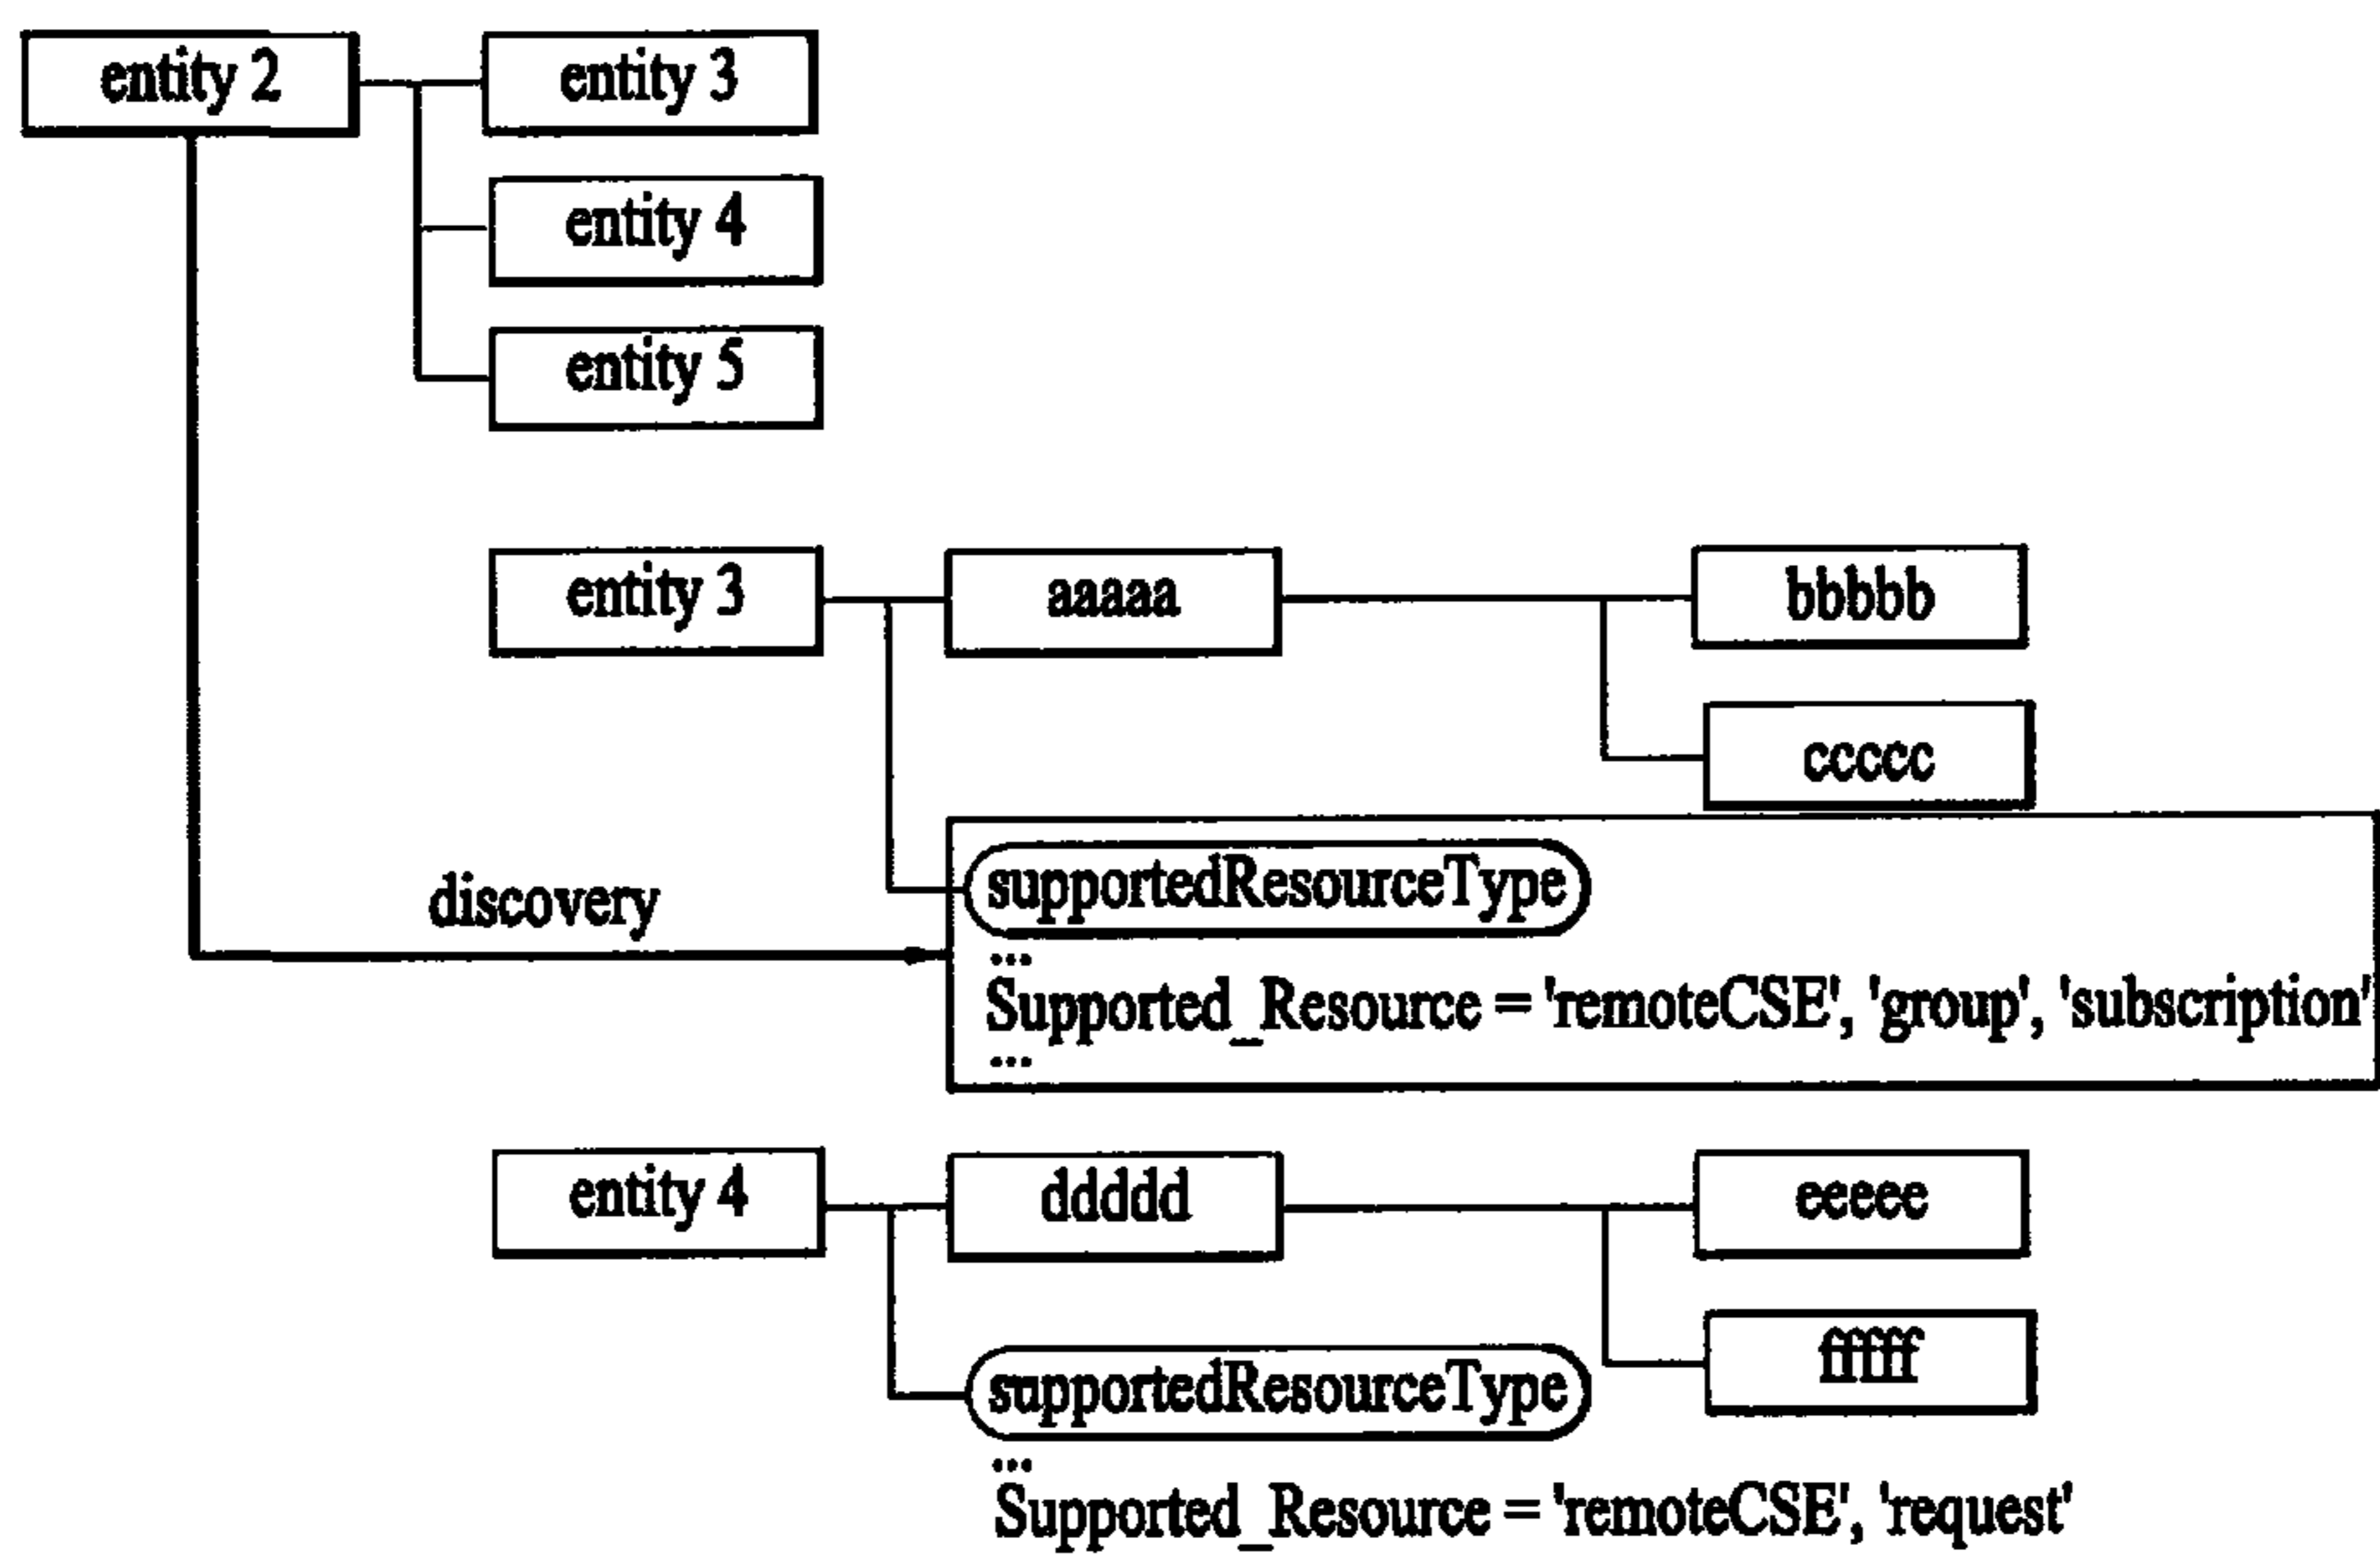 entity 2
entity 3
entity 4
entity 5
entity 3
aaaaa
bbbbb
ccccc
discovery
supportedResourceType
...
Supported_Resource = 'remoteCSE', 'group', 'subscription'
...
entity 4
ddddd
eeeee
fffff
supportedResourceType
...
Supported_Resource = 'remoteCSE', 'request'